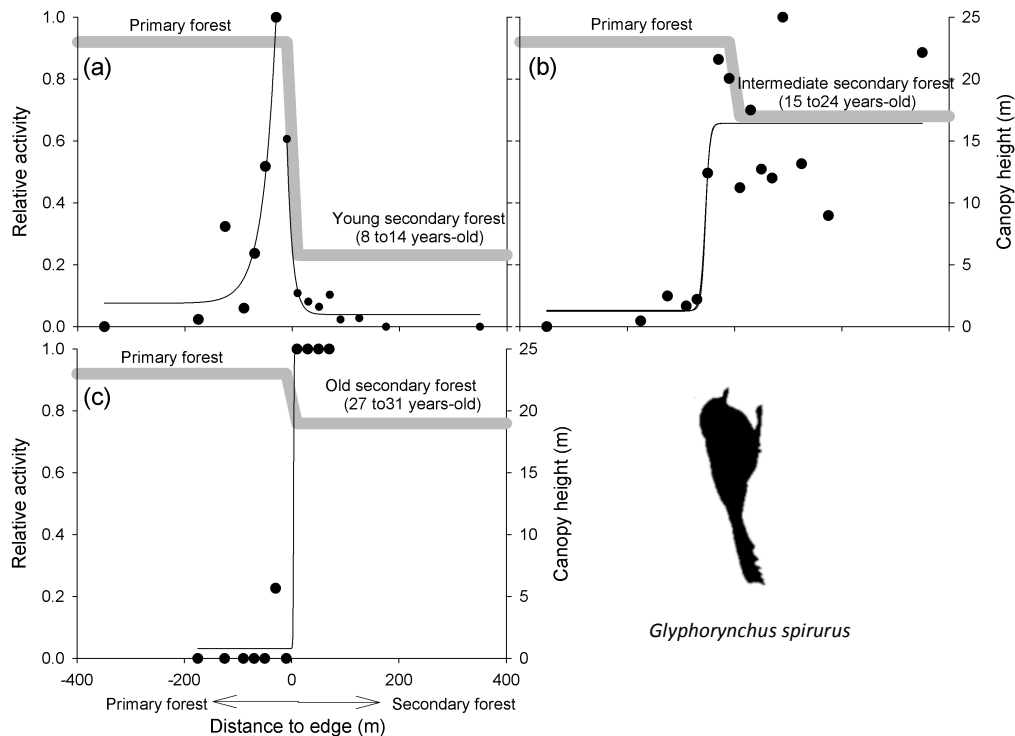 Primary forest
(a)
1.0
0.8
0.6
0.4
0.2
0.0
Relative activity
Young secondary forest
(8 to14 years-old)
Primary forest
(b)
Intermediate secondary forest
(15 to24 years-old)
25
20
15
10
5
0
Canopy height (m)
Primary forest
(c)
1.0
0.8
0.6
0.4
0.2
0.0
Relative activity
Old secondary forest
(27 to31 years-old)
25
20
15
10
5
0
Canopy height (m)
-400 -200 0 200 400
Primary forest Secondary forest
Distance to edge (m)
Glyphorynchus spirurus